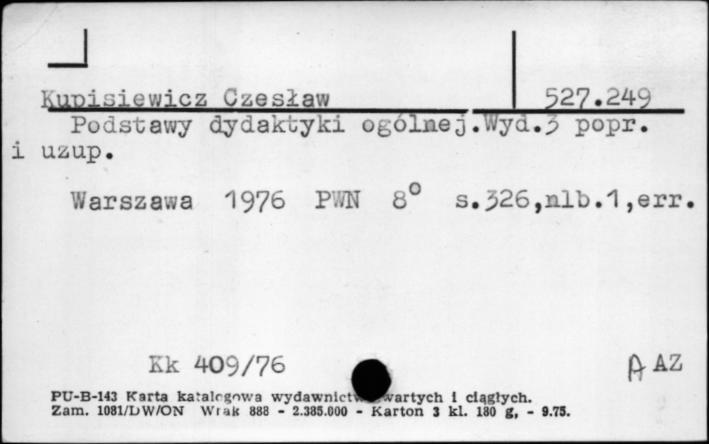 Kupisiewicz Czesław 527.249
Podstawy dydaktyki ogólnej.Wyd.3 popr.
i uzup.
Warszawa 1976 PWN 8° s.326,nlb.1,err.
Kk 409/76 A AZ
PU-B-143 Karta katalogowa wydawnictw zwartych i ciągłych.
Zam. 1081/DW/ON Wrak 888 - 2.385.000 - Karton 3 kl. 180 g, - 9.75.